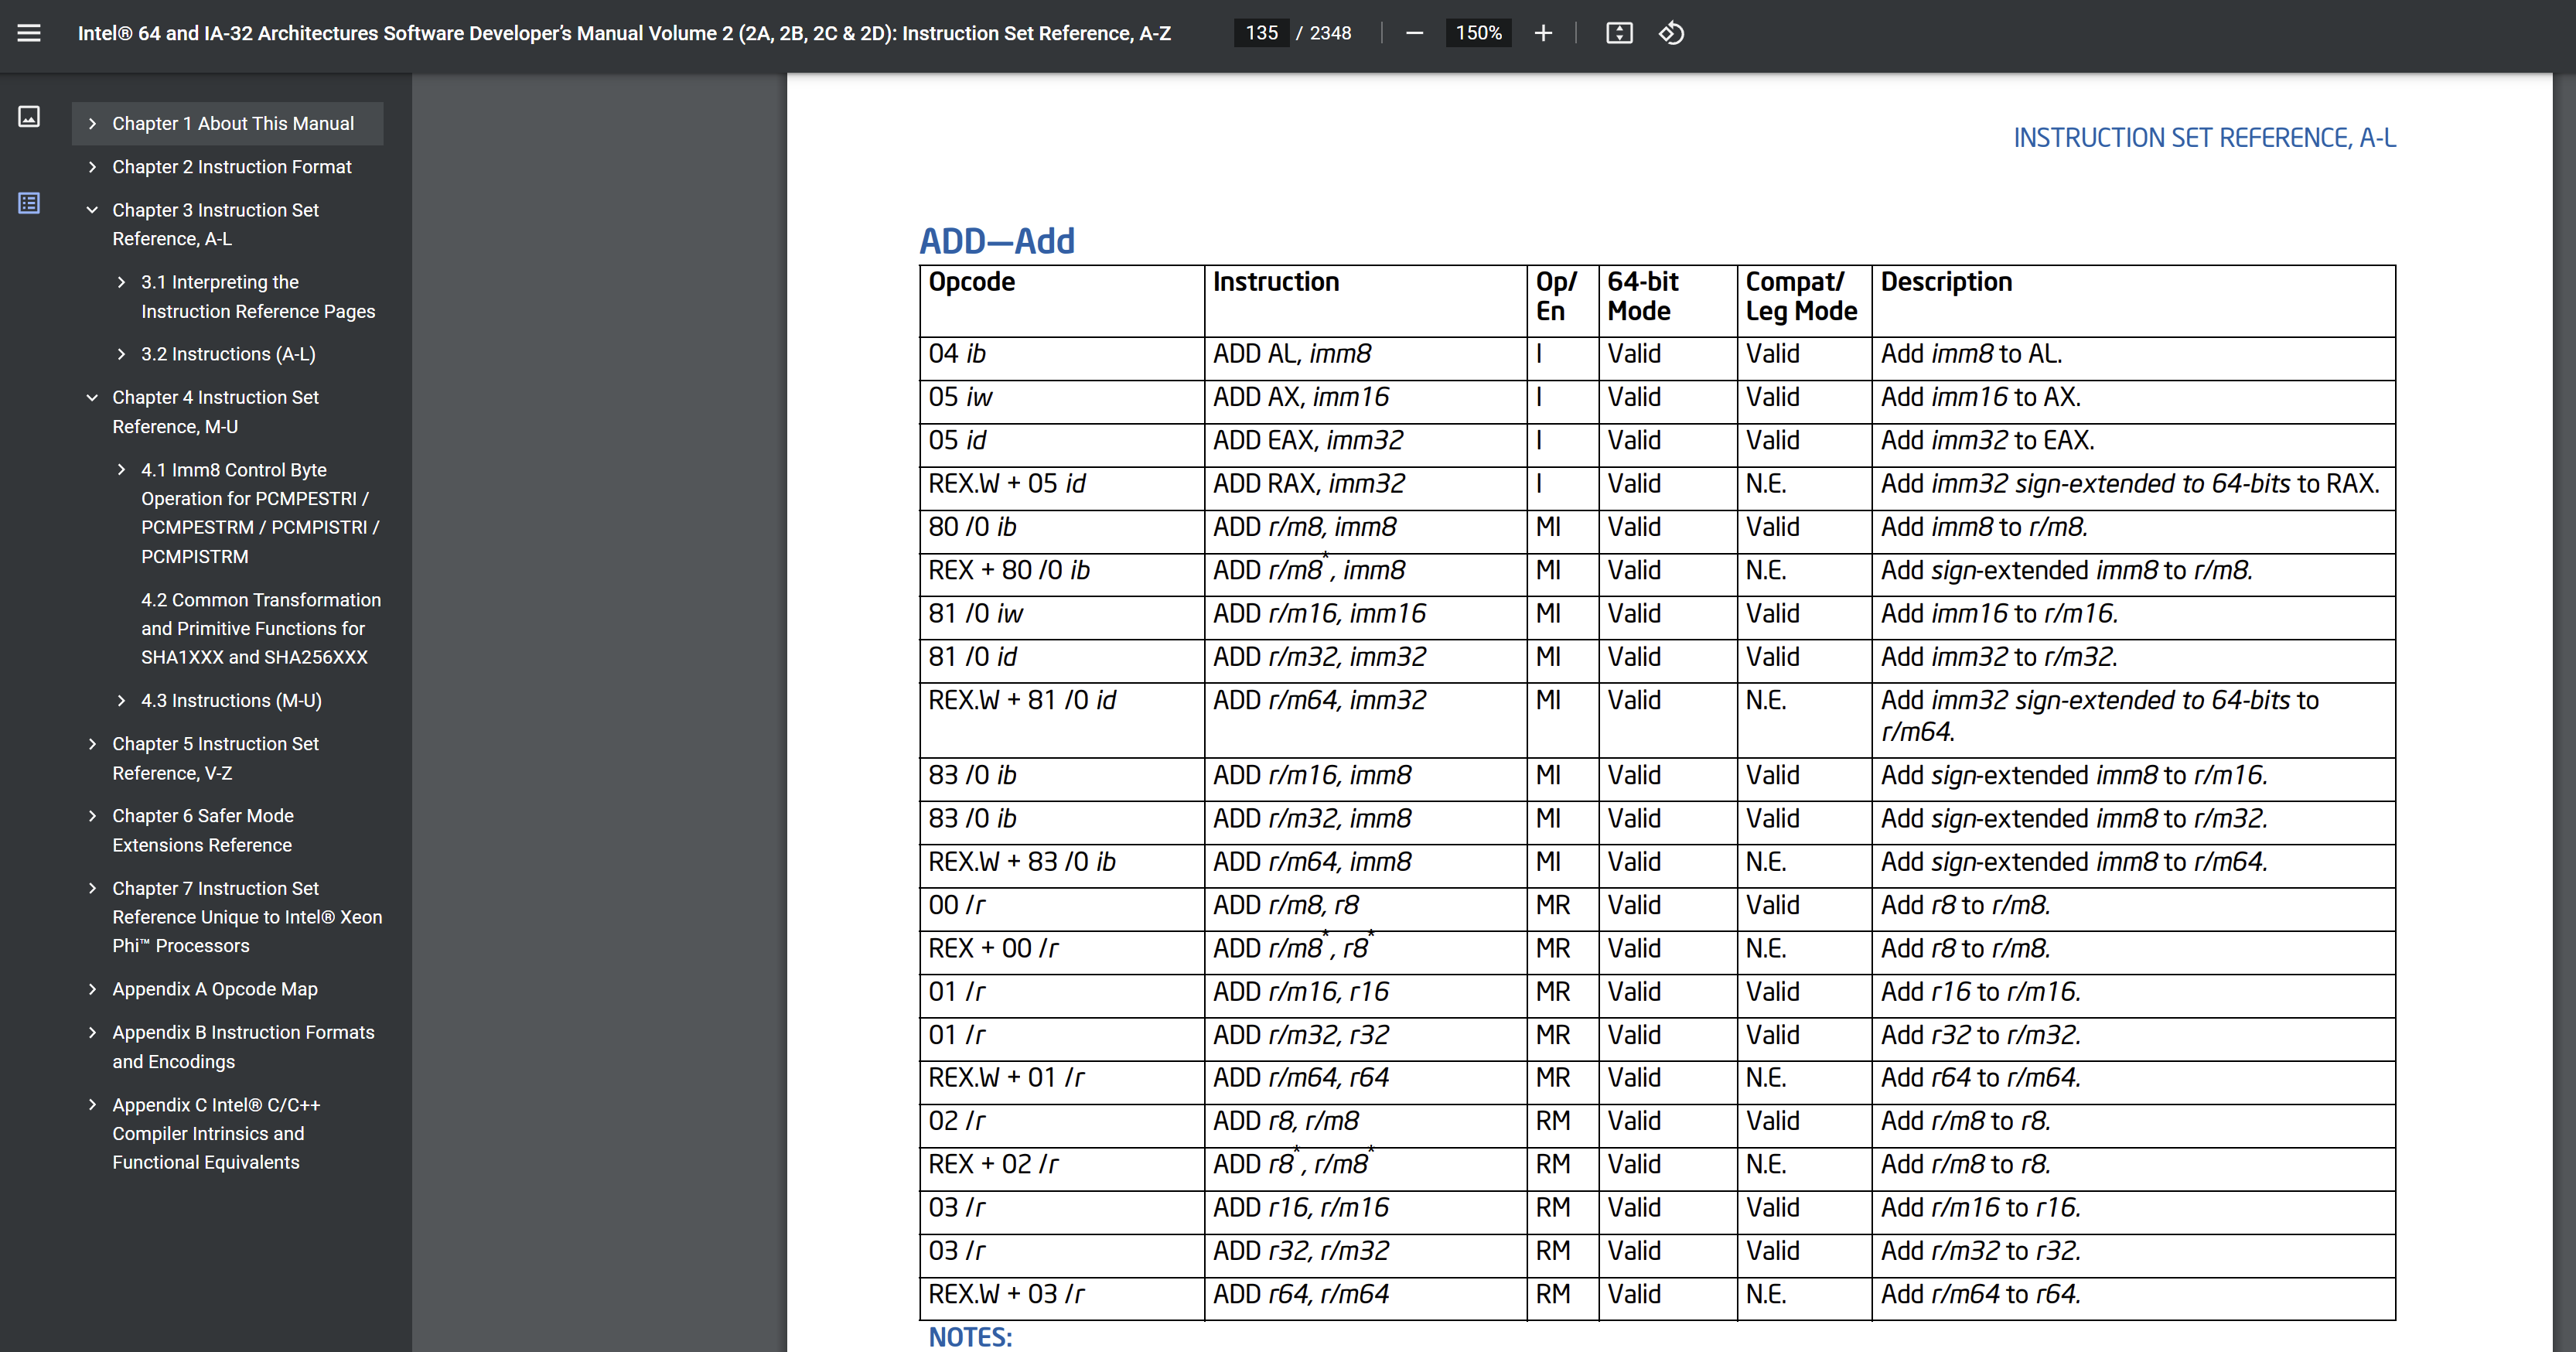 Intel® 64 and IA-32 Architectures Software Developer's Manual Volume 2 (2A, 2B, 2C & 2D): Instruction Set Reference, A-Z
135 / 2348
150%
Chapter 1 About This Manual
Chapter 2 Instruction Format
Chapter 3 Instruction Set
Reference, A-L
3.1 Interpreting the
Instruction Reference Pages
3.2 Instructions (A-L)
Chapter 4 Instruction Set
Reference, M-U
4.1 Imm8 Control Byte
Operation for PCMPESTRI /
PCMPESTRM / PCMPISTRI /
PCMPISTRM
4.2 Common Transformation
and Primitive Functions for
SHA1XXX and SHA256XXX
4.3 Instructions (M-U)
Chapter 5 Instruction Set
Reference, V-Z
Chapter 6 Safer Mode
Extensions Reference
Chapter 7 Instruction Set
Reference Unique to Intel® Xeon
Phi™ Processors
Appendix A Opcode Map
Appendix B Instruction Formats
and Encodings
Appendix C Intel® C/C++
Compiler Intrinsics and
Functional Equivalents
INSTRUCTION SET REFERENCE, A-L
ADD—Add
Opcode Instruction Op/ En 64-bit Mode Compat/ Leg Mode Description
04 ib ADD AL, imm8 I Valid Valid Add imm8 to AL.
05 iw ADD AX, imm16 I Valid Valid Add imm16 to AX.
05 id ADD EAX, imm32 I Valid Valid Add imm32 to EAX.
REX.W + 05 id ADD RAX, imm32 I Valid N.E. Add imm32 sign-extended to 64-bits to RAX.
80 /0 ib ADD r/m8, imm8 MI Valid Valid Add imm8 to r/m8.
REX + 80 /0 ib ADD r/m8*, imm8 MI Valid N.E. Add sign-extended imm8 to r/m8.
81 /0 iw ADD r/m16, imm16 MI Valid Valid Add imm16 to r/m16.
81 /0 id ADD r/m32, imm32 MI Valid Valid Add imm32 to r/m32.
REX.W + 81 /0 id ADD r/m64, imm32 MI Valid N.E. Add imm32 sign-extended to 64-bits to
r/m64.
83 /0 ib ADD r/m16, imm8 MI Valid Valid Add sign-extended imm8 to r/m16.
83 /0 ib ADD r/m32, imm8 MI Valid Valid Add sign-extended imm8 to r/m32.
REX.W + 83 /0 ib ADD r/m64, imm8 MI Valid N.E. Add sign-extended imm8 to r/m64.
00 /r ADD r/m8, r8 MR Valid Valid Add r8 to r/m8.
REX + 00 /r ADD r/m8*, r8* MR Valid N.E. Add r8 to r/m8.
01 /r ADD r/m16, r16 MR Valid Valid Add r16 to r/m16.
01 /r ADD r/m32, r32 MR Valid Valid Add r32 to r/m32.
REX.W + 01 /r ADD r/m64, r64 MR Valid N.E. Add r64 to r/m64.
02 /r ADD r8, r/m8 RM Valid Valid Add r/m8 to r8.
REX + 02 /r ADD r8*, r/m8* RM Valid N.E. Add r/m8 to r8.
03 /r ADD r16, r/m16 RM Valid Valid Add r/m16 to r16.
03 /r ADD r32, r/m32 RM Valid Valid Add r/m32 to r32.
REX.W + 03 /r ADD r64, r/m64 RM Valid N.E. Add r/m64 to r64.
NOTES: